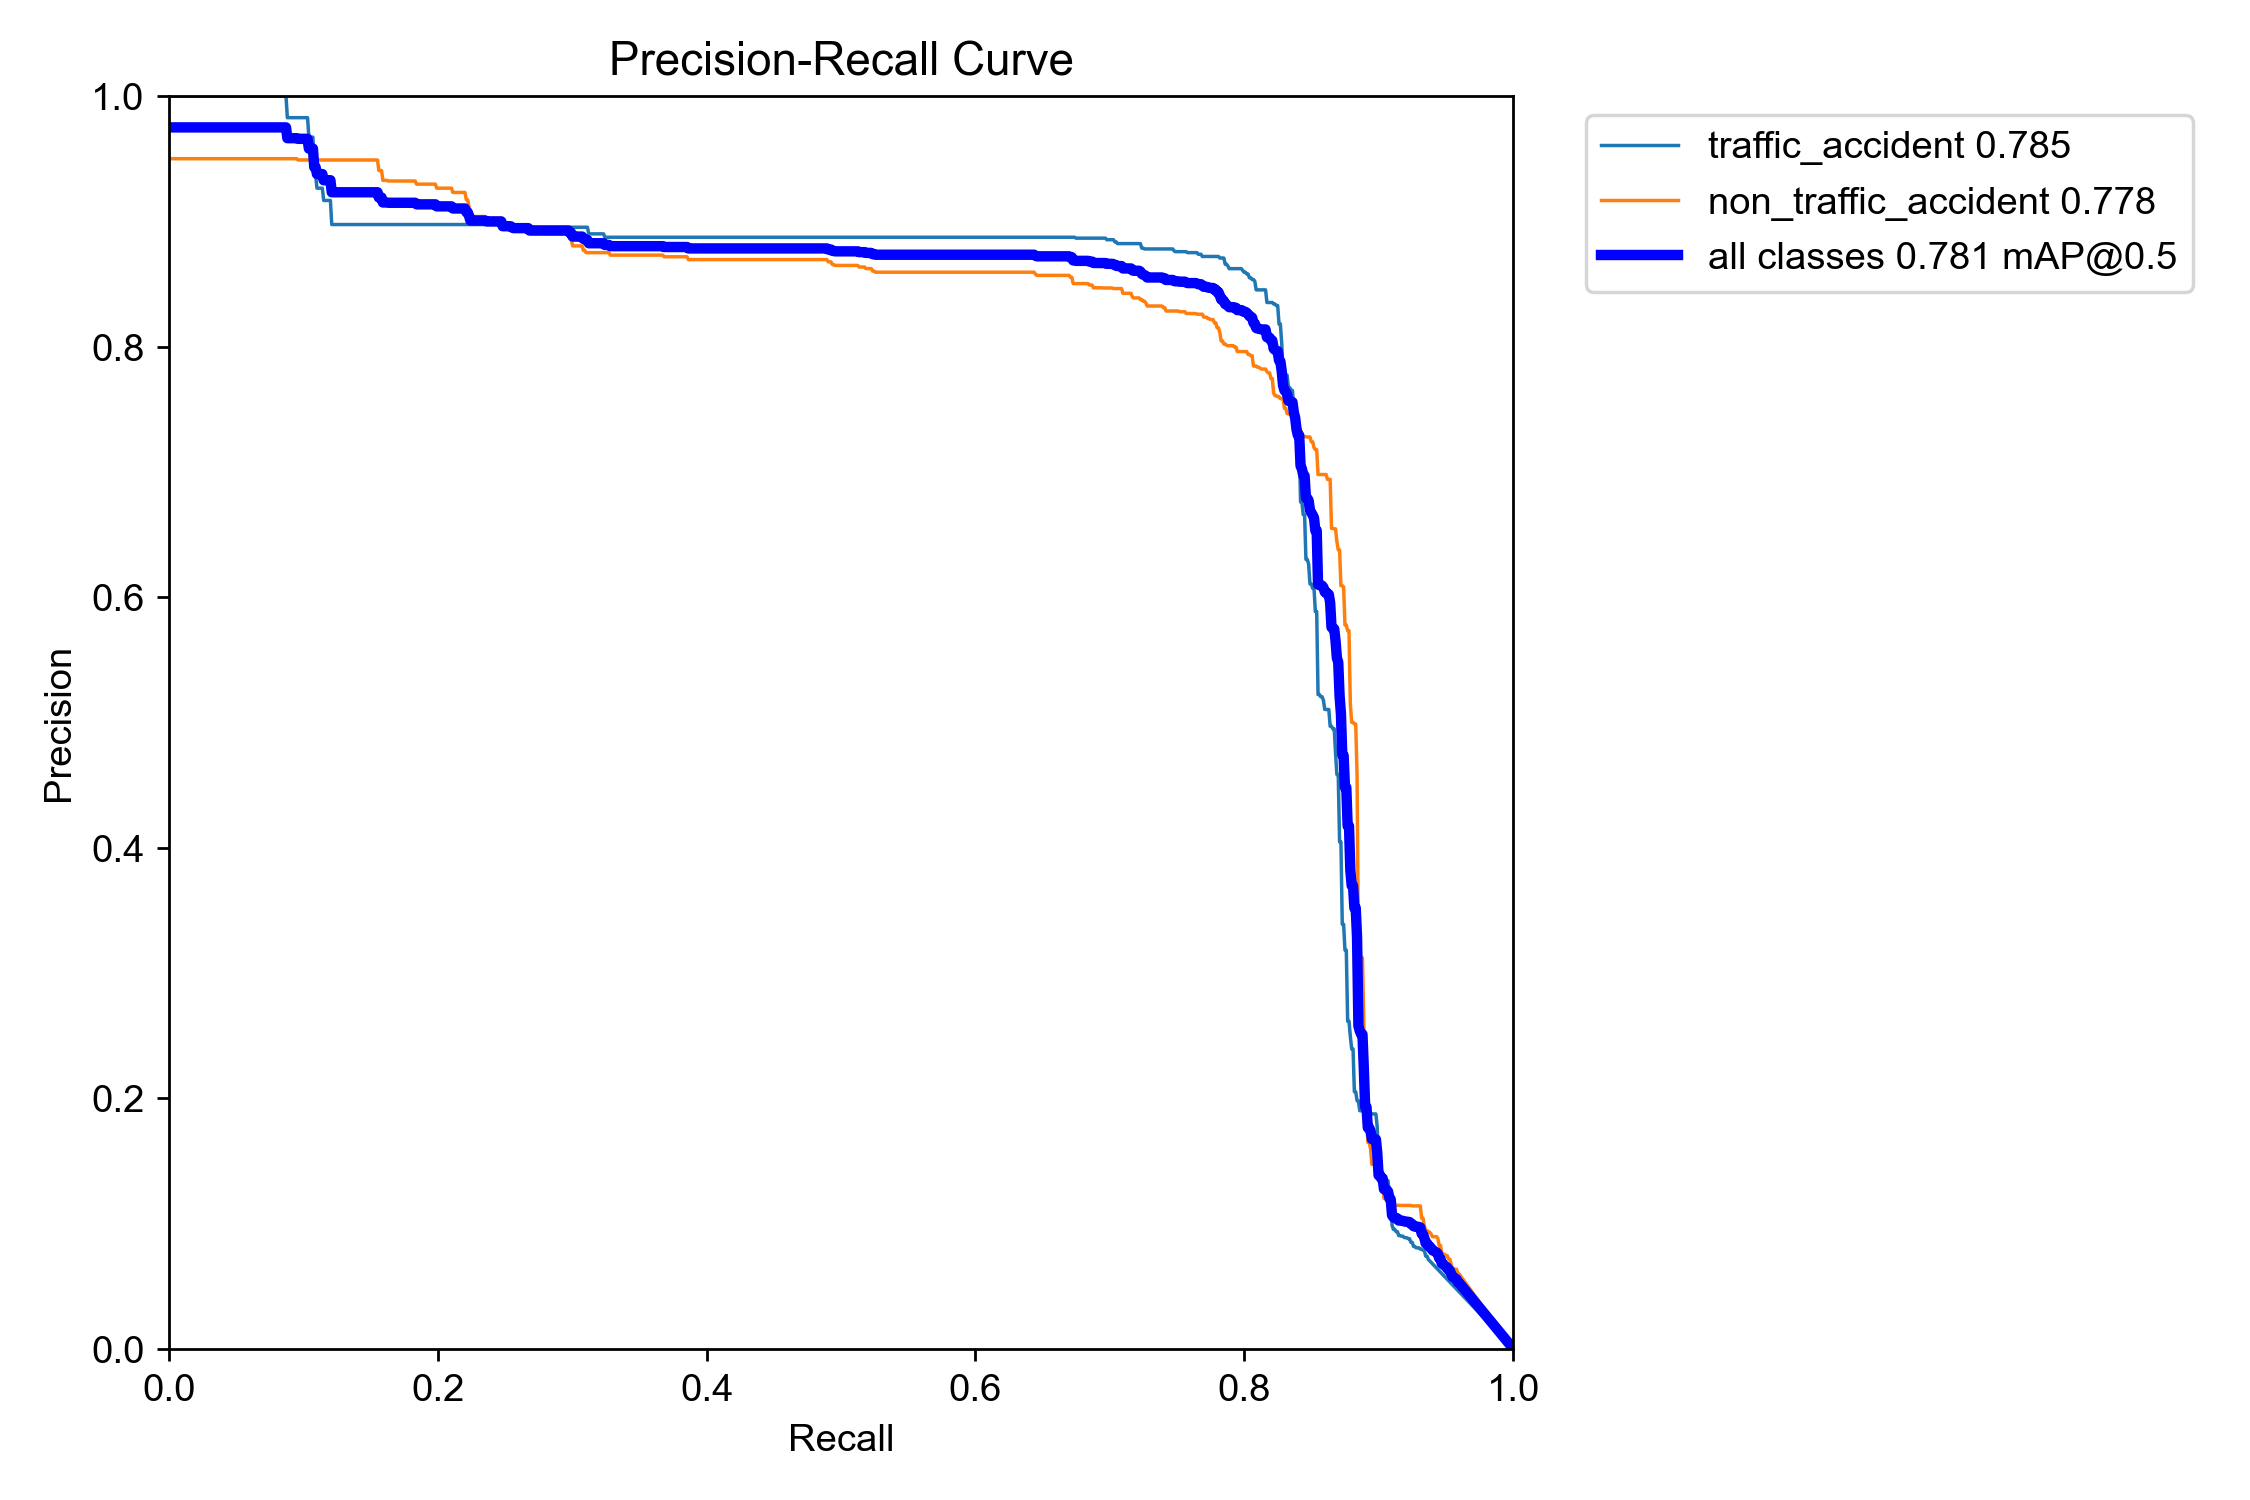 Precision-Recall Curve
1.0
0.8
0.6
0.4
0.2
0.0
Precision
0.0 0.2 0.4 0.6 0.8 1.0
Recall
traffic_accident 0.785
non_traffic_accident 0.778
all classes 0.781 mAP@0.5